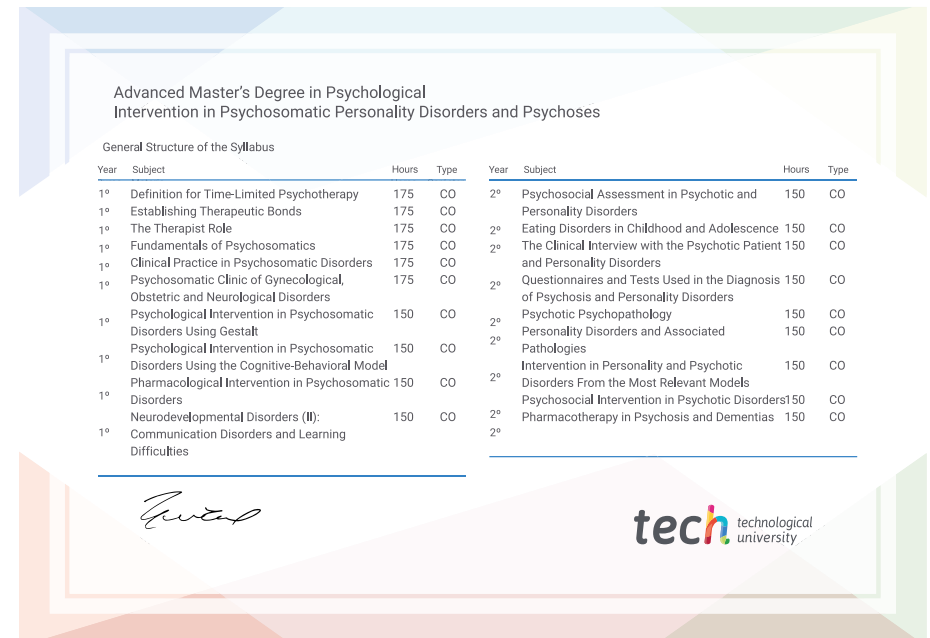 Advanced Master's Degree in Psychological
Intervention in Psychosomatic Personality Disorders and Psychoses
General Structure of the Syllabus
Year Subject Hours Type
1º Definition for Time-Limited Psychotherapy 175 CO
1º Establishing Therapeutic Bonds 175 CO
1º The Therapist Role 175 CO
1º Fundamentals of Psychosomatics 175 CO
1º Clinical Practice in Psychosomatic Disorders 175 CO
1º Psychosomatic Clinic of Gynecological, 175 CO
Obstetric and Neurological Disorders
1º Psychological Intervention in Psychosomatic 150 CO
Disorders Using Gestalt
1º Psychological Intervention in Psychosomatic 150 CO
Disorders Using the Cognitive-Behavioral Model
1º Pharmacological Intervention in Psychosomatic 150 CO
Disorders
1º Neurodevelopmental Disorders (II): 150 CO
Communication Disorders and Learning
Difficulties
Year Subject Hours Type
2º Psychosocial Assessment in Psychotic and 150 CO
Personality Disorders
2º Eating Disorders in Childhood and Adolescence 150 CO
2º The Clinical Interview with the Psychotic Patient 150 CO
and Personality Disorders
2º Questionnaires and Tests Used in the Diagnosis 150 CO
of Psychosis and Personality Disorders
2º Psychotic Psychopathology 150 CO
2º Personality Disorders and Associated 150 CO
Pathologies
2º Intervention in Personality and Psychotic 150 CO
Disorders From the Most Relevant Models
2º Psychosocial Intervention in Psychotic Disorders 150 CO
2º Pharmacotherapy in Psychosis and Dementias 150 CO
tech technological
university